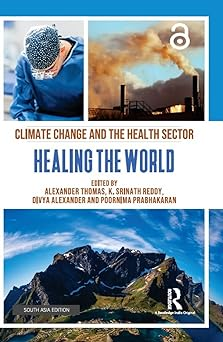 CLIMATE CHANGE AND THE HEALTH SECTOR
HEALING THE WORLD
EDITED BY
ALEXANDER THOMAS, K. SRINATH REDDY,
DIVYA ALEXANDER AND POORNIMA PRABHAKARAN
SOUTH ASIA EDITION
R
A Routledge India Original